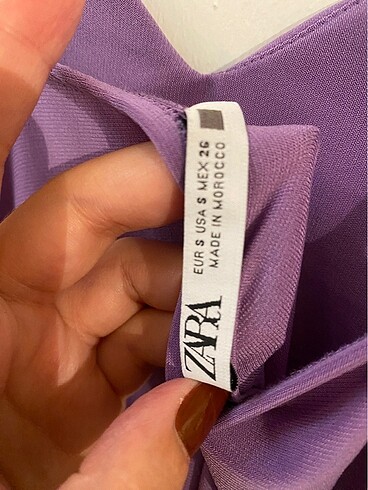 ZARA
EUR S USA S MEX 26
MADE IN MOROCCO